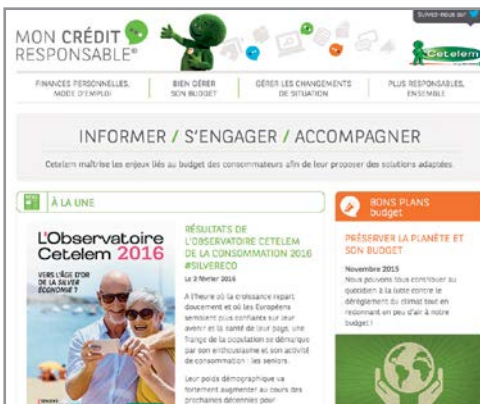 Suivez-nous sur
MON CRÉDIT
RESPONSABLE®
Cetelem
FINANCES PERSONNELLES,
MODE D'EMPLOI
BIEN GÉRER
SON BUDGET
GÉRER LES CHANGEMENTS
DE SITUATION
PLUS RESPONSABLES,
ENSEMBLE
INFORMER / S'ENGAGER / ACCOMPAGNER
Cetelem maîtrise les enjeux liés au budget des consommateurs afin de leur proposer des solutions adaptées.
À LA UNE
L'Observatoire
Cetelem 2016
VERS L'ÂGE D'OR
DE LA SILVER
ÉCONOMIE ?
RÉSULTATS DE
L'OBSERVATOIRE CETELEM
DE LA CONSOMMATION 2016
#SILVERECO
Le 2 février 2016
A l'heure où la croissance repart
doucement et où les Européens
semblent plus confiants sur leur
avenir et la santé de leur pays, une
frange de la population se démarque
par son enthousiasme et son activité
de consommation : les seniors.
Leur poids démographique va
fortement augmenter au cours des
prochaines décennies pour
BONS PLANS
budget
PRÉSERVER LA PLANÈTE ET
SON BUDGET
Novembre 2015
Nous pouvons tous contribuer au
quotidien à la lutte contre le
dérèglement du climat tout en
redonnant un peu d'air à notre
budget !